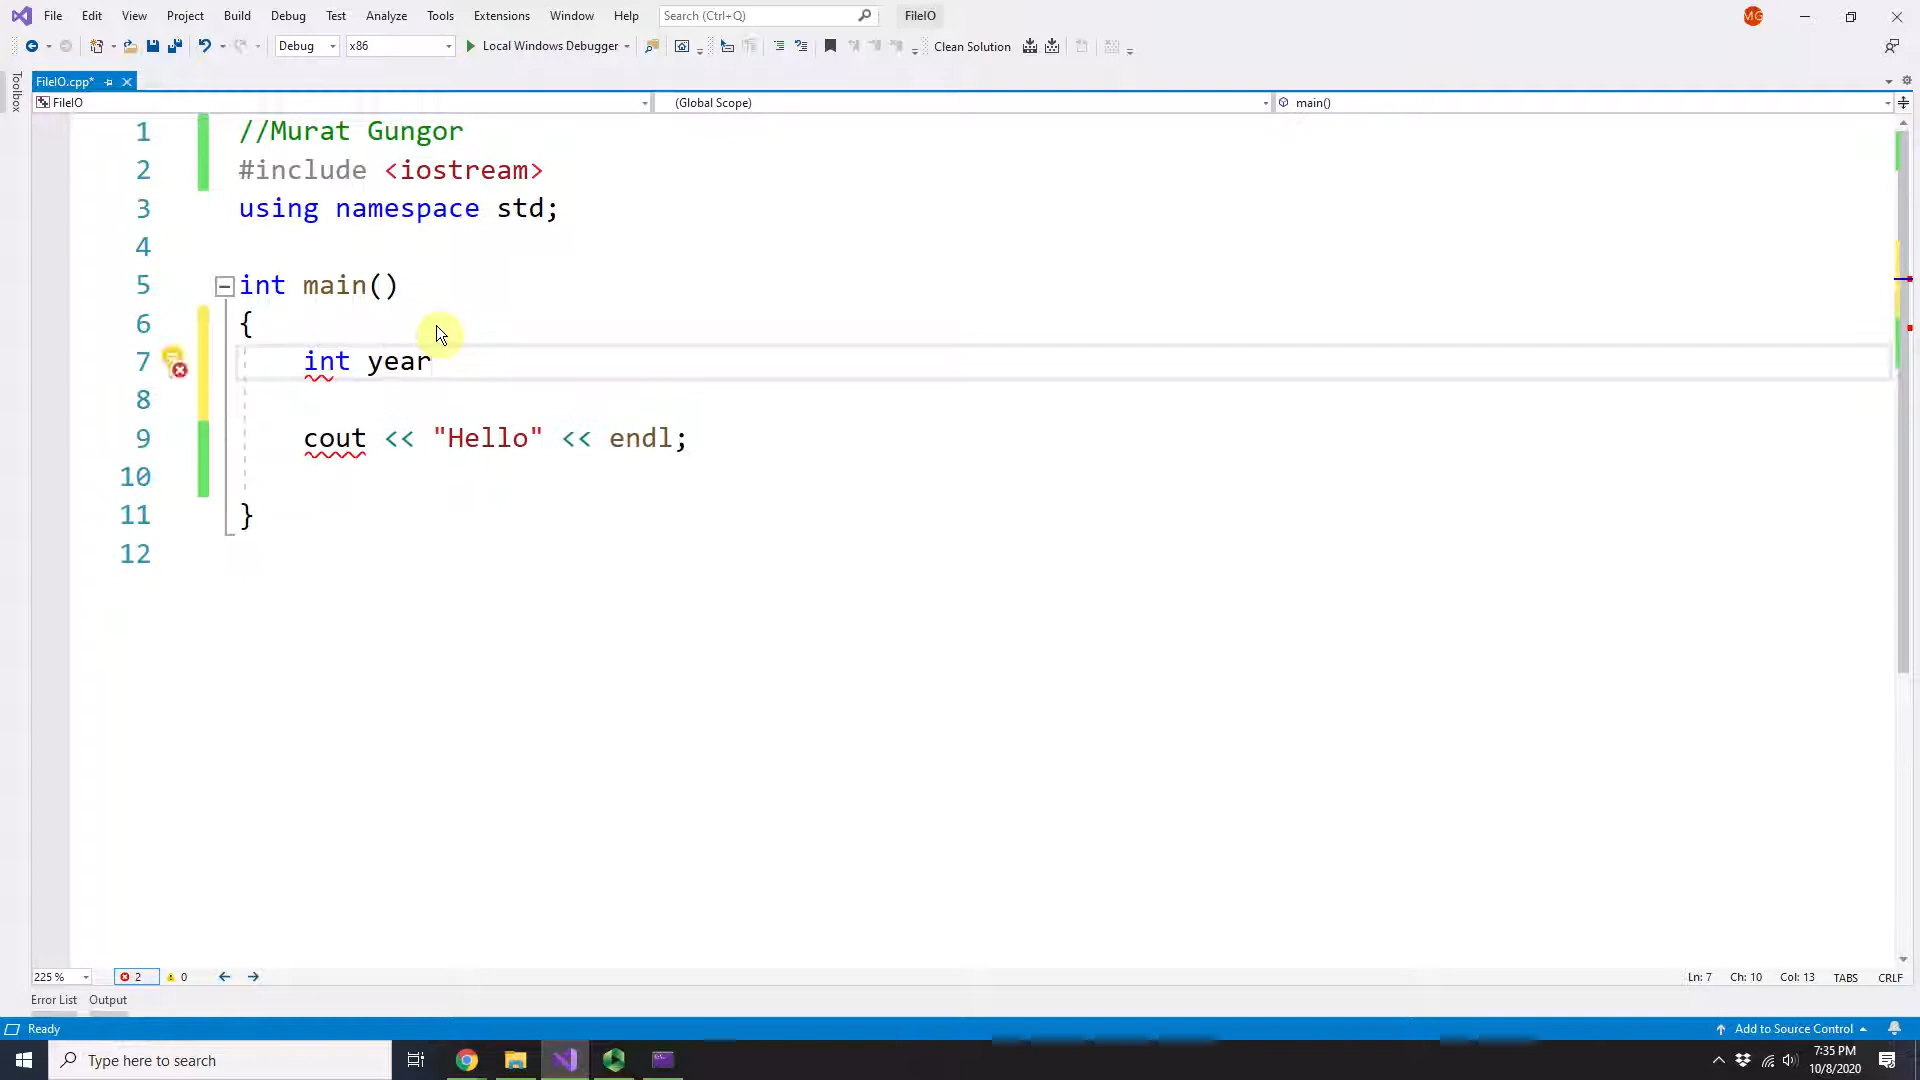 File Edit View Project Build Debug Test Analyze Tools Extensions Window Help Search (Ctrl+Q) FileIO MG
Debug x86 Local Windows Debugger Clean Solution
Toolbox
FileIO.cpp*
FileIO (Global Scope) main()
1 //Murat Gungor
2 #include <iostream>
3 using namespace std;
4
5 int main()
6 {
7 int year
8
9 cout << "Hello" << endl;
10
11 }
12
225 % 2 0 Ln: 7 Ch: 10 Col: 13 TABS CRLF
Error List Output
Ready Add to Source Control
Type here to search 7:35 PM
10/8/2020